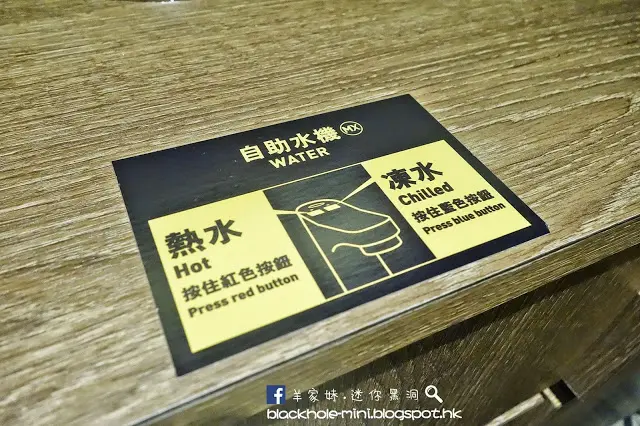 自助水機 MX
WATER
熱水
Hot
按住紅色按鈕
Press red button
凍水
Chilled
按住藍色按鈕
Press blue button
羊家妹.迷你黑洞
blackhole-mini.blogspot.hk